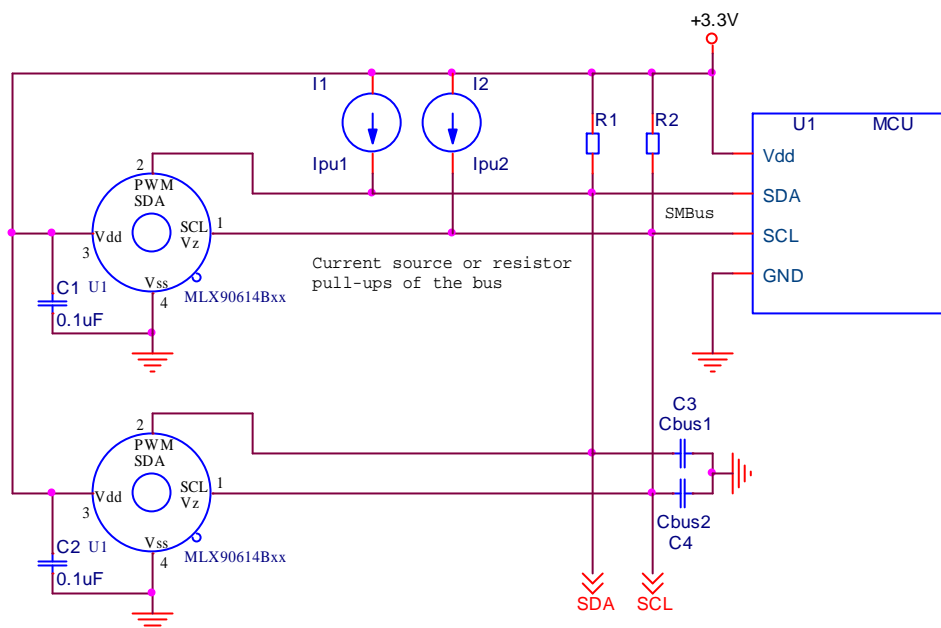 +3.3V
I1
I2
R1
R2
U1
MCU
Ipu1
Ipu2
Vdd
SDA
SCL
GND
SMBus
2
PWM
SDA
SCL
Vz
1
Vdd
3
Vss
4
C1
U1
MLX90614Bxx
0.1uF
Current source or resistor
pull-ups of the bus
2
PWM
SDA
SCL
Vz
1
Vdd
3
Vss
4
C2
U1
MLX90614Bxx
0.1uF
C3
Cbus1
Cbus2
C4
SDA
SCL